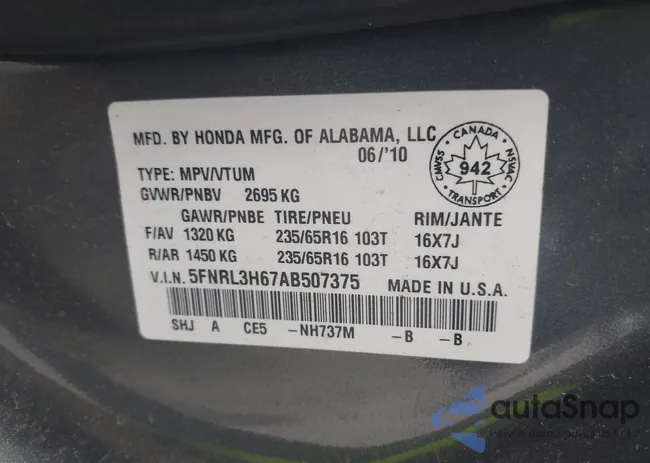 MFD. BY HONDA MFG. OF ALABAMA, LLC
06/'10
CANADA
CMVSS 942 NSVAC
TRANSPORT
TYPE: MPV/VTUM
GVWR/PNBV 2695 KG
GAWR/PNBE TIRE/PNEU RIM/JANTE
F/AV 1320 KG 235/65R16 103T 16X7J
R/AR 1450 KG 235/65R16 103T 16X7J
V.I.N. 5FNRL3H67AB507375 MADE IN U.S.A.
SHJ A CE5 -NH737M -B -B
autoSnap